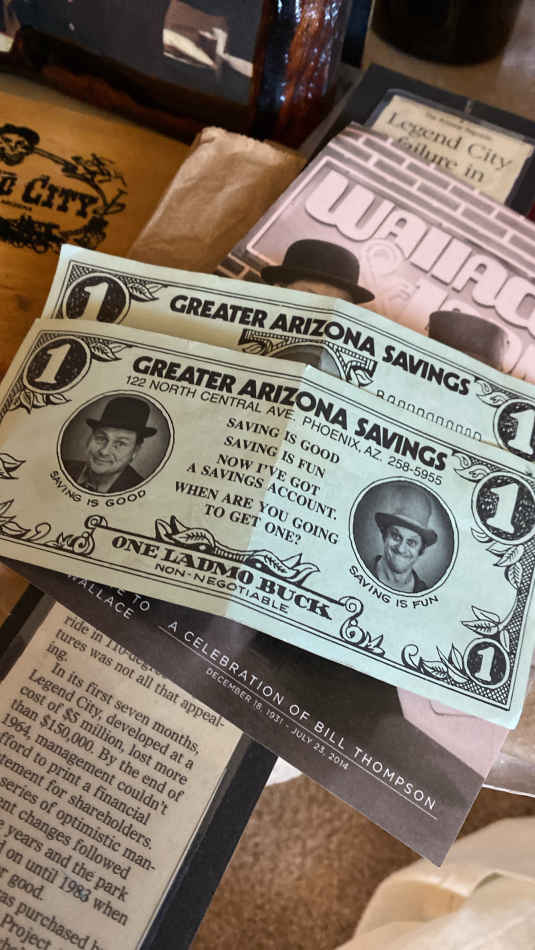 The Arizona Republic
Legend City
failure in
CITY
1
GREATER ARIZONA SAVINGS
1
1
GREATER ARIZONA SAVINGS
122 NORTH CENTRAL AVE. PHOENIX, AZ. 258-5955
SAVING IS GOOD
SAVING IS FUN
NOW I'VE GOT
A SAVINGS ACCOUNT.
WHEN ARE YOU GOING
TO GET ONE?
SAVING IS GOOD
1
SAVING IS FUN
ONE LADMO BUCK
NON-NEGOTIABLE
1
TO
WALLACE
A CELEBRATION OF BILL THOMPSON
DECEMBER 18, 1931 - JULY 23, 2014
ride in 110-degree
tures was not all that appeal-
ing.
In its first seven months,
Legend City, developed at a
cost of $5 million, lost more
than $150,000. By the end of
1964, management couldn't
fford to print a financial
tement for shareholders.
series of optimistic man-
ent changes followed
years and the park
d on until 1983 when
good.
as purchased b
Project